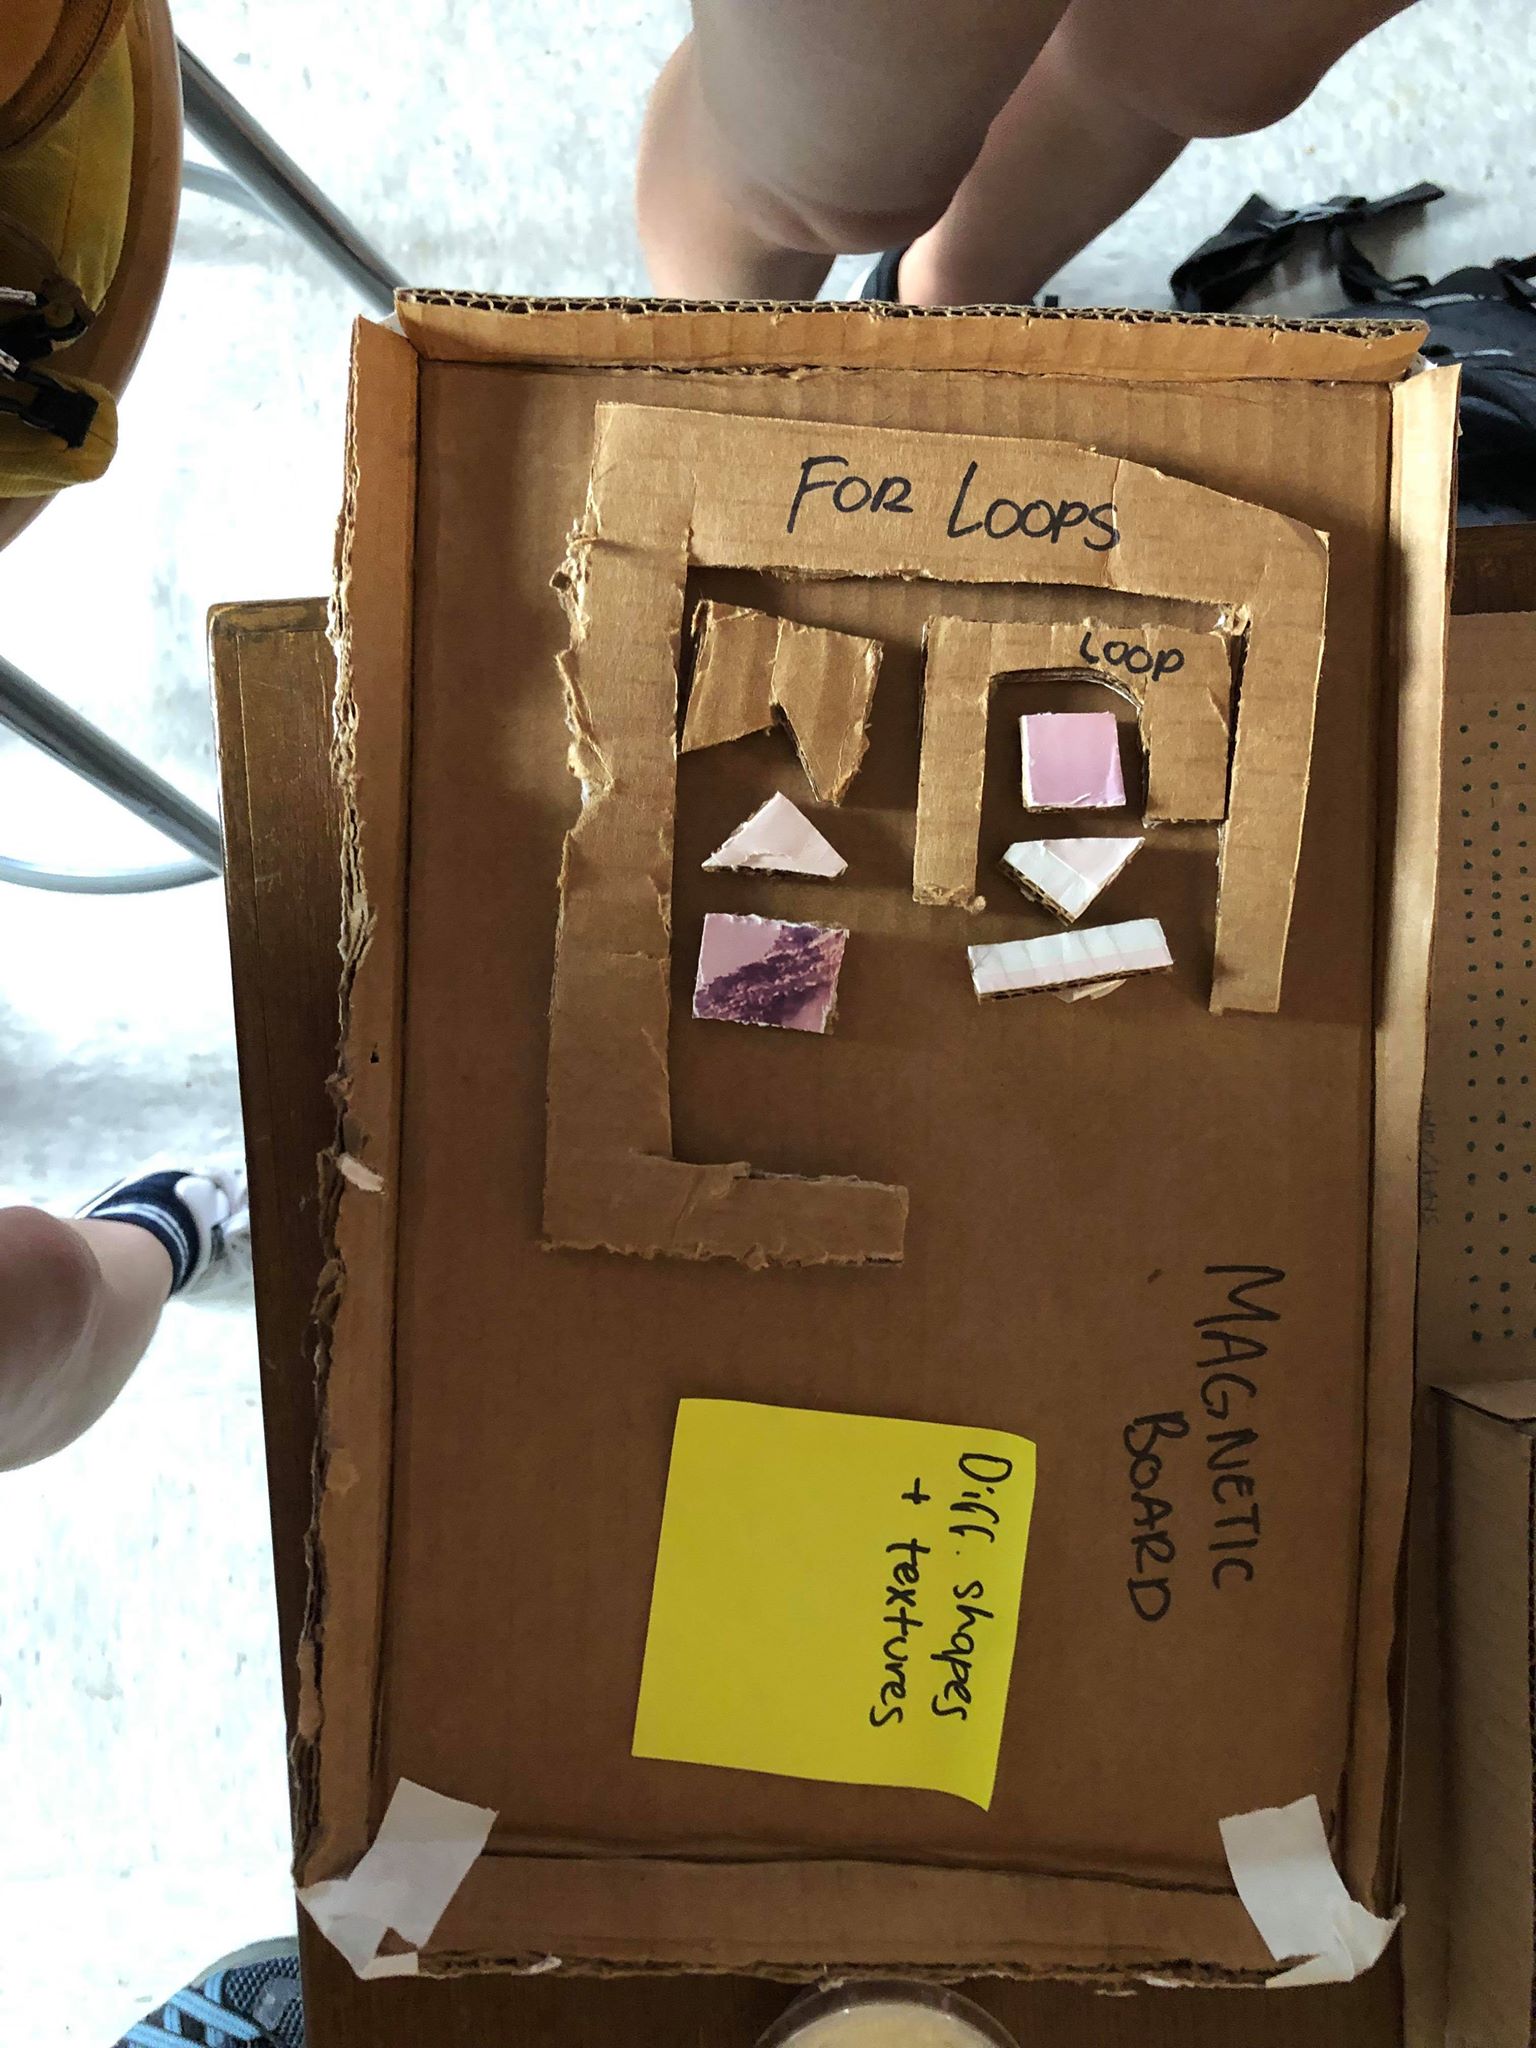 FOR LOOPS
LOOP
MAGNETIC
BOARD
Diff. shapes
+ textures